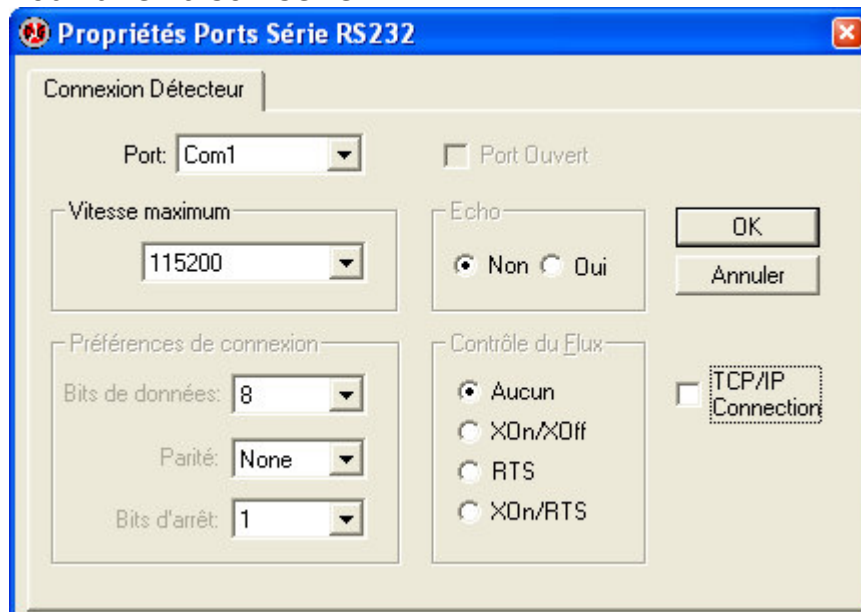 Propriétés Ports Série RS232
Connexion Détecteur
Port: Com1
Port Ouvert
Vitesse maximum
115200
Echo
Non Oui
OK
Annuler
Préférences de connexion
Bits de données: 8
Parité: None
Bits d'arrêt: 1
Contrôle du Flux
Aucun
XOn/XOff
RTS
XOn/RTS
TCP/IP
Connection